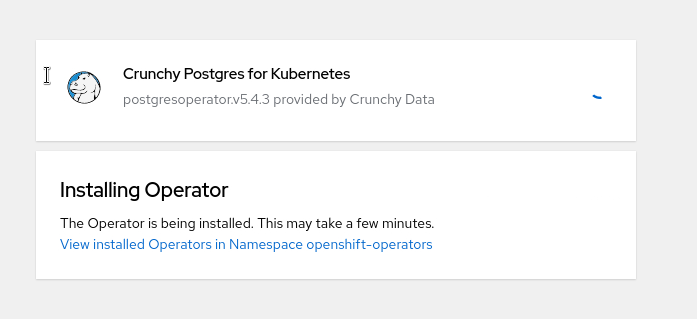 Crunchy Postgres for Kubernetes
postgresoperator.v5.4.3 provided by Crunchy Data
Installing Operator
The Operator is being installed. This may take a few minutes.
View installed Operators in Namespace openshift-operators